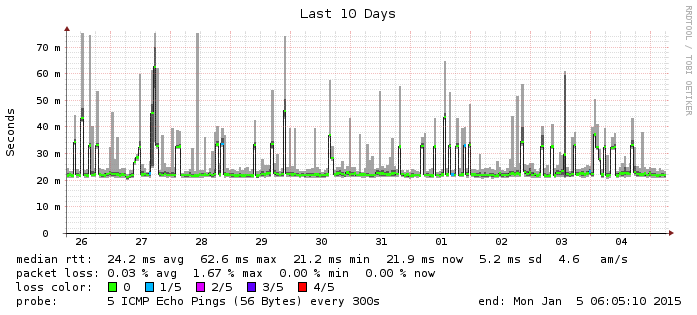 Last 10 Days
RRDTOOL / TOBI OETIKER
Seconds
70 m
60 m
50 m
40 m
30 m
20 m
10 m
0
26 27 28 29 30 31 01 02 03 04
median rtt: 24.2 ms avg 62.6 ms max 21.2 ms min 21.9 ms now 5.2 ms sd 4.6 am/s
packet loss: 0.03 % avg 1.67 % max 0.00 % min 0.00 % now
loss color: 0 1/5 2/5 3/5 4/5
probe: 5 ICMP Echo Pings (56 Bytes) every 300s end: Mon Jan 5 06:05:10 2015